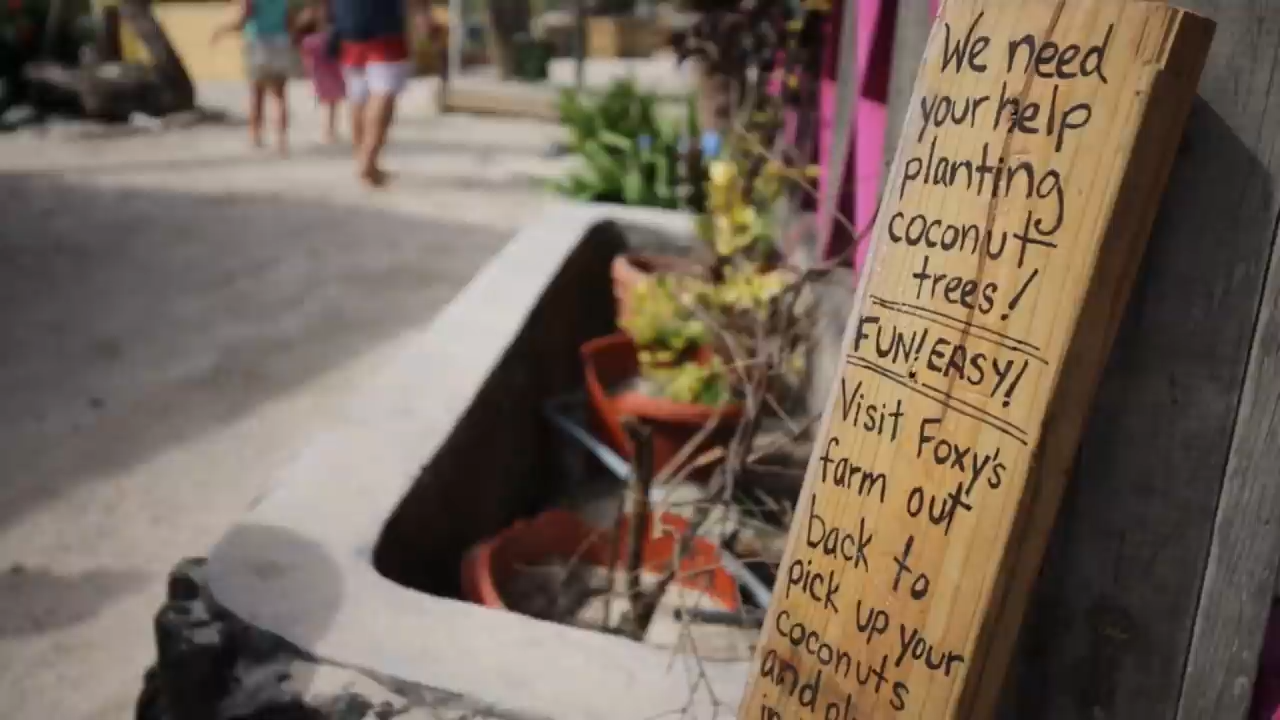 We need
your help
planting
coconut
trees!
FUN! EASY!
Visit Foxy's
farm out
back to
pick up your
coconuts
and